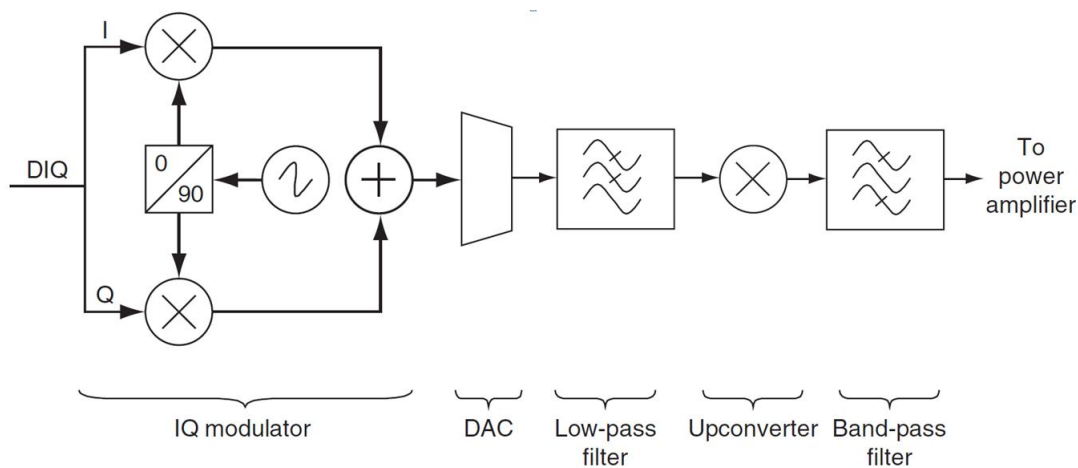 I
DIQ
0
90
Q
To
power
amplifier
IQ modulator
DAC
Low-pass
filter
Upconverter
Band-pass
filter